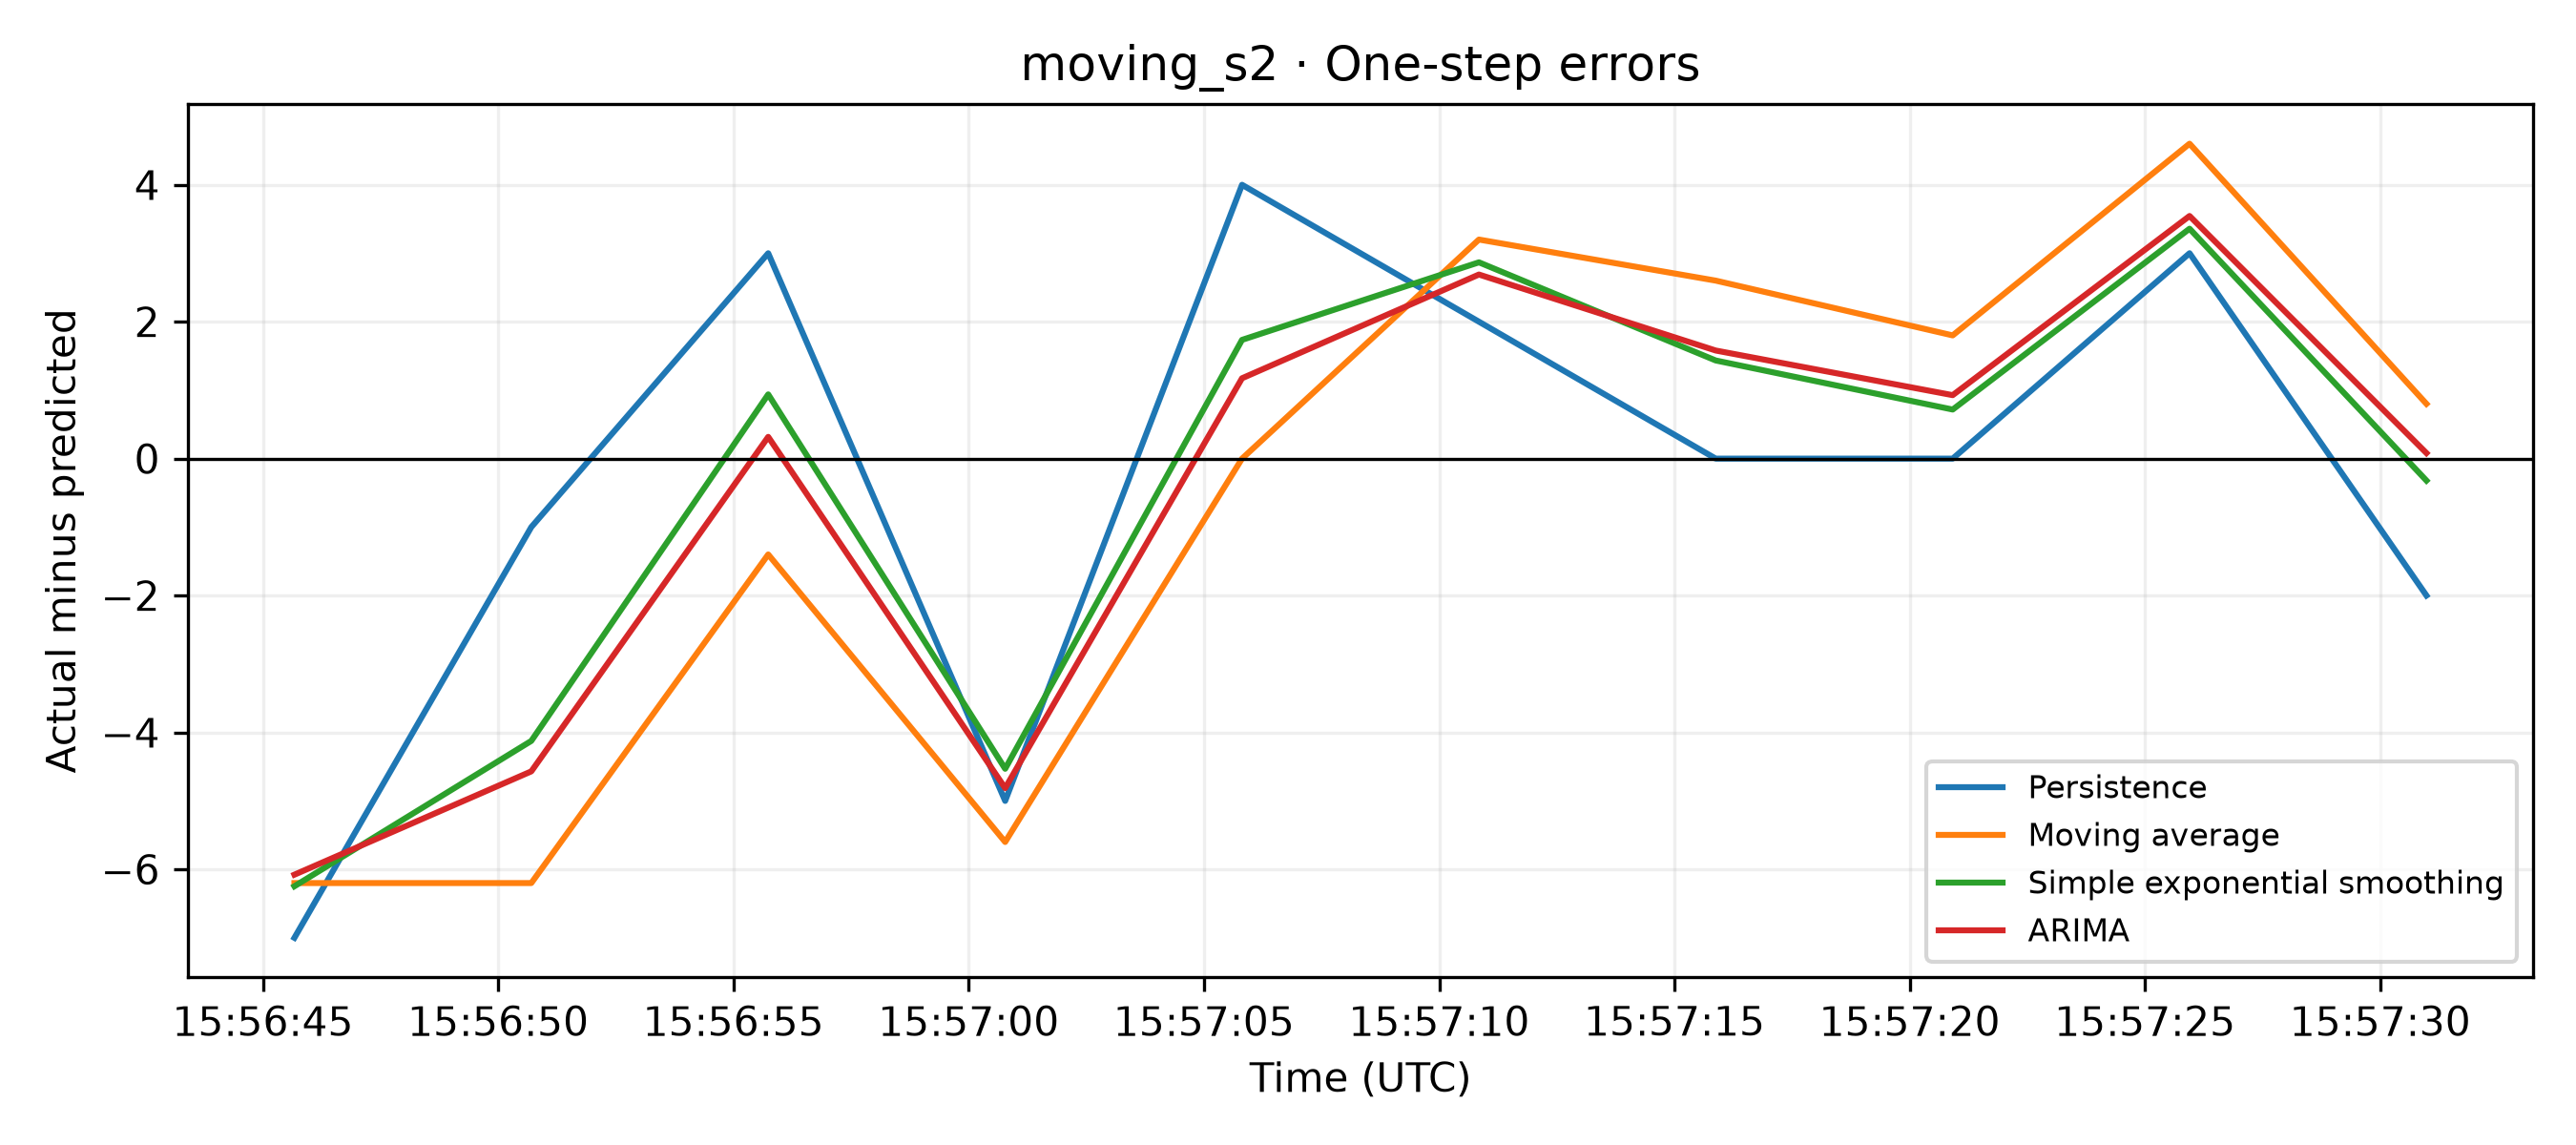 moving_s2 · One-step errors
Actual minus predicted
4
2
0
−2
−4
−6
Persistence
Moving average
Simple exponential smoothing
ARIMA
15:56:45 15:56:50 15:56:55 15:57:00 15:57:05 15:57:10 15:57:15 15:57:20 15:57:25 15:57:30
Time (UTC)